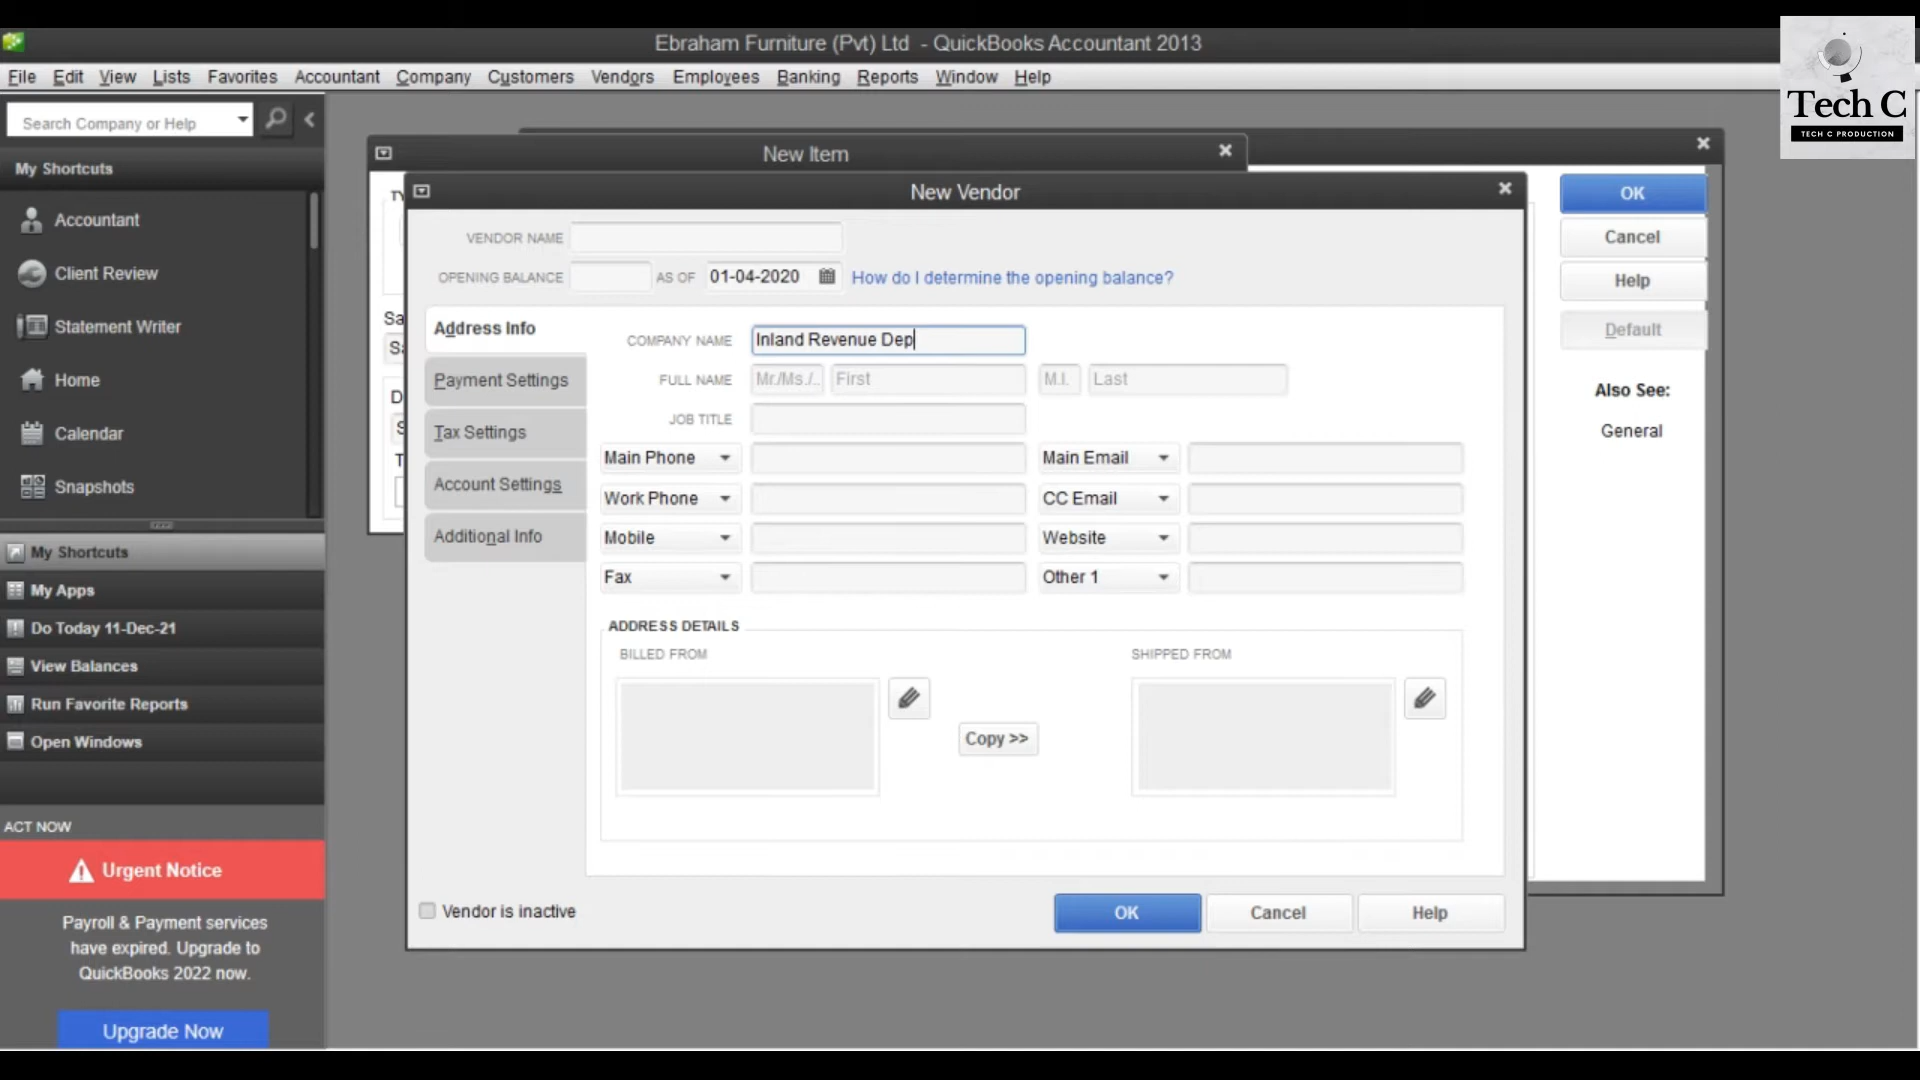 Ebraham Furniture (Pvt) Ltd - QuickBooks Accountant 2013
File Edit View Lists Favorites Accountant Company Customers Vendors Employees Banking Reports Window Help
Tech C
TECH C PRODUCTION
Search Company or Help
My Shortcuts
Accountant
Client Review
Statement Writer
Home
Calendar
Snapshots
My Shortcuts
My Apps
Do Today 11-Dec-21
View Balances
Run Favorite Reports
Open Windows
ACT NOW
Urgent Notice
Payroll & Payment services
have expired. Upgrade to
QuickBooks 2022 now.
Upgrade Now
New Item
Sa
D
T
New Vendor
VENDOR NAME
OPENING BALANCE AS OF 01-04-2020 How do I determine the opening balance?
Address Info
Payment Settings
Tax Settings
Account Settings
Additional Info
COMPANY NAME Inland Revenue Dep
FULL NAME Mr./Ms./.. First M.I. Last
JOB TITLE
Main Phone Main Email
Work Phone CC Email
Mobile Website
Fax Other 1
ADDRESS DETAILS
BILLED FROM SHIPPED FROM
Copy >>
Vendor is inactive
OK Cancel Help
OK
Cancel
Help
Default
Also See:
General